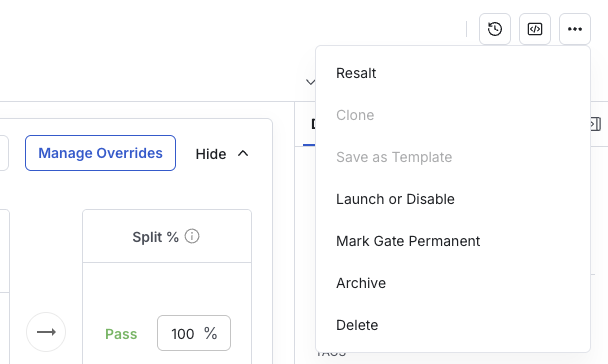 Resalt
Clone
Save as Template
Launch or Disable
Mark Gate Permanent
Archive
Delete
Manage Overrides
Hide
Split %
Pass
100 %
TAGS